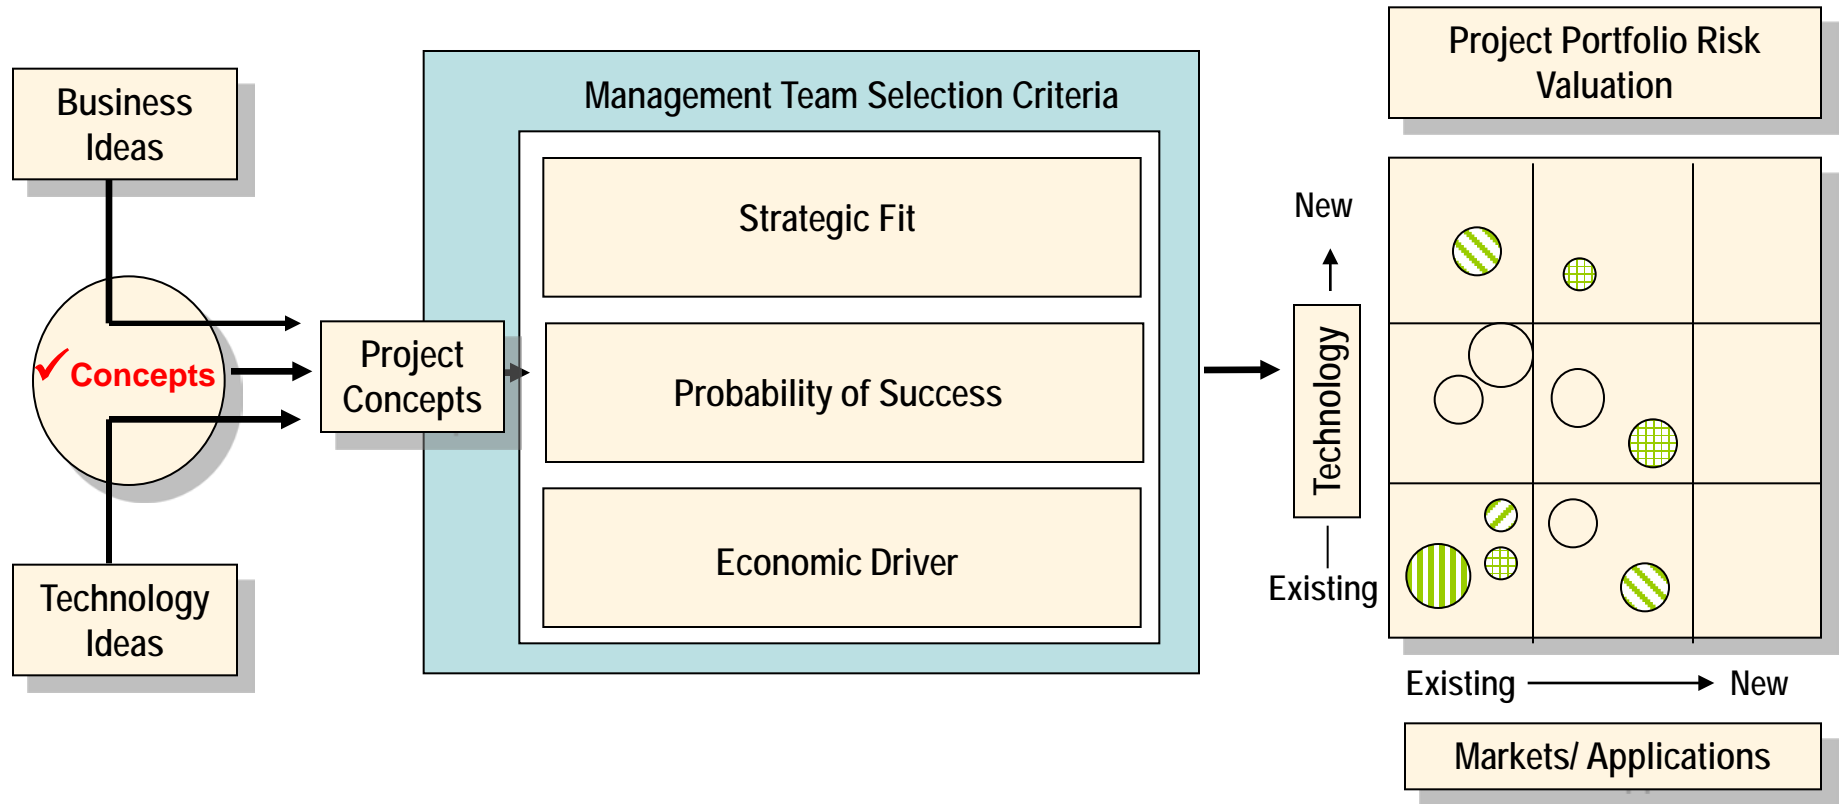 Business
Ideas
Concepts
Technology
Ideas
Project
Concepts
Management Team Selection Criteria
Strategic Fit
Probability of Success
Economic Driver
New
Technology
Existing
Project Portfolio Risk
Valuation
Existing
New
Markets/ Applications